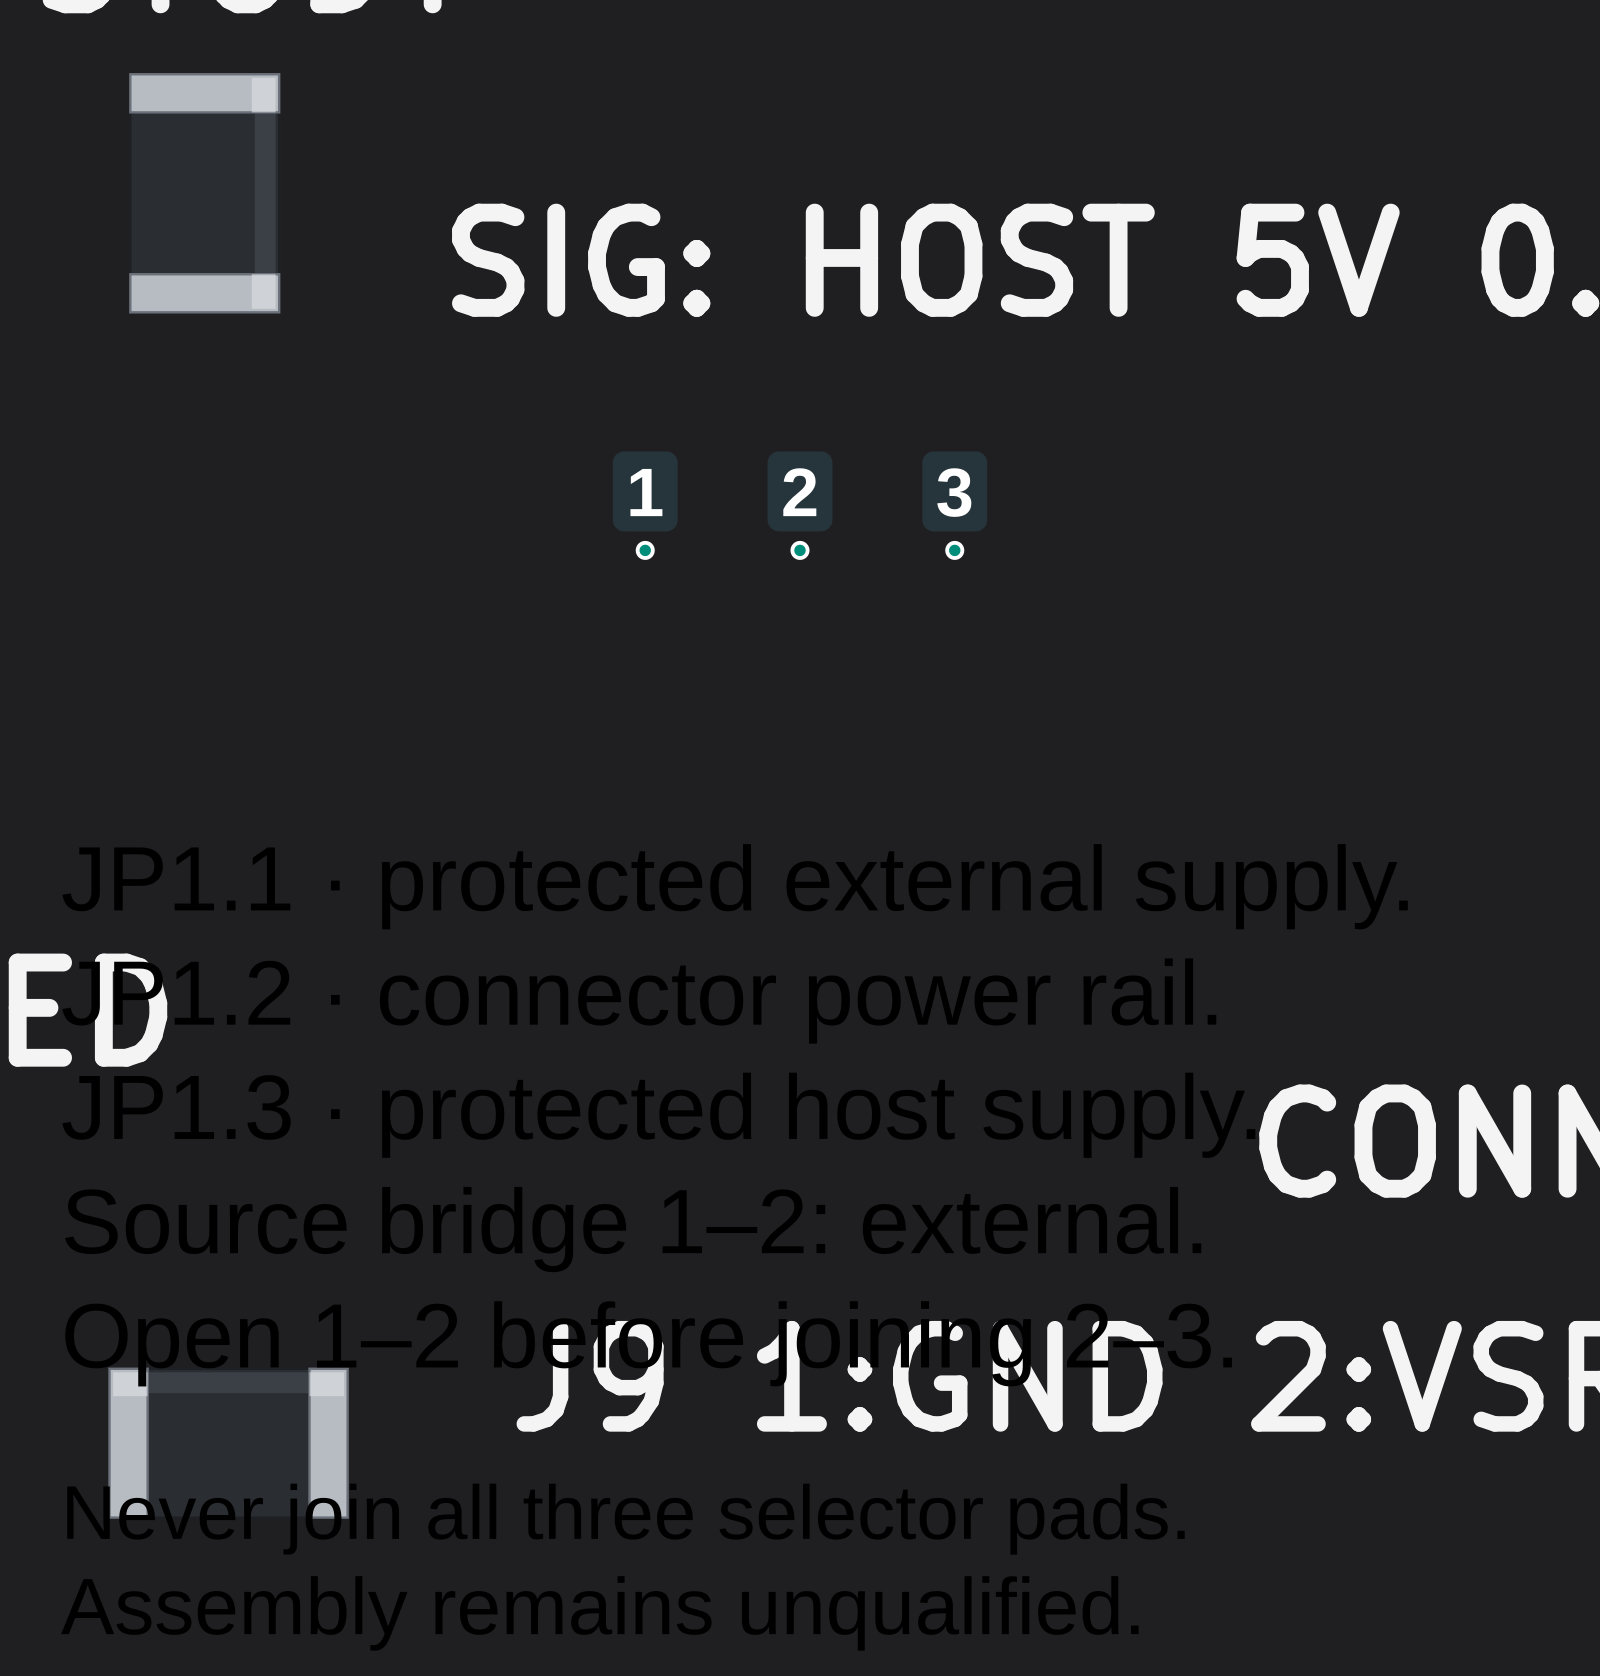 SIG: HOST 5V 0.
1 2 3
JP1.1 · protected external supply.
ED
JP1.2 · connector power rail.
JP1.3 · protected host supply.
CONN
Source bridge 1–2: external.
Open 1–2 before joining 2–3.
J9 1:GND 2:VSR
Never join all three selector pads.
Assembly remains unqualified.